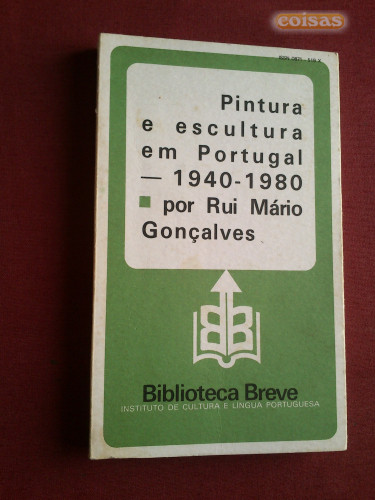 coisas
Pintura
e escultura
em Portugal
— 1940-1980
por Rui Mário
Gonçalves
Biblioteca Breve
INSTITUTO DE CULTURA E LÍNGUA PORTUGUESA